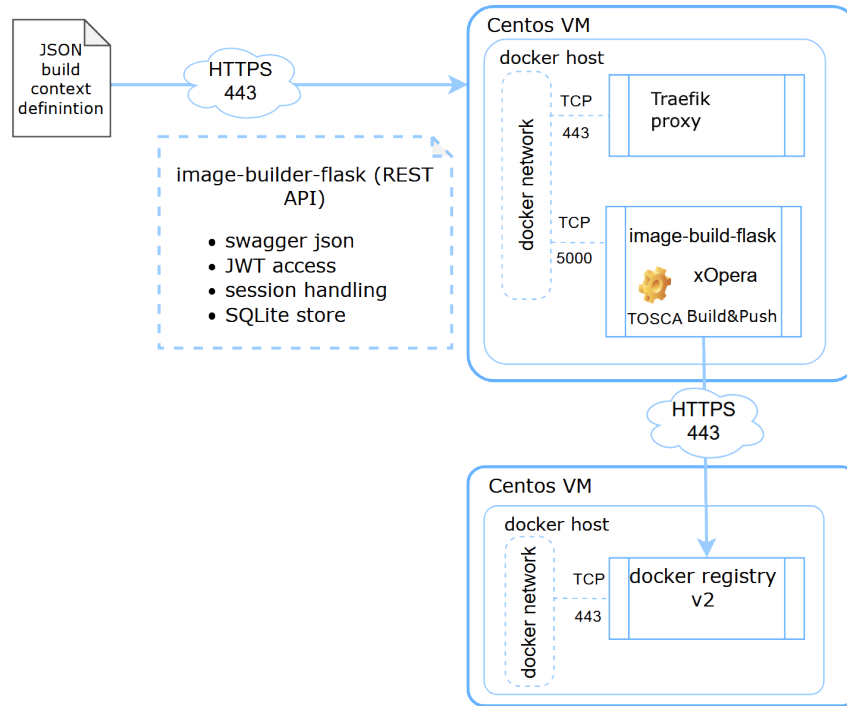 JSON
build
context
definintion
HTTPS
443
image-builder-flask (REST
API)
• swagger json
• JWT access
• session handling
• SQLite store
Centos VM
docker host
docker network
TCP
443
Traefik
proxy
TCP
5000
image-build-flask
xOpera
TOSCA
Build&Push
HTTPS
443
Centos VM
docker host
docker network
TCP
443
docker registry
v2